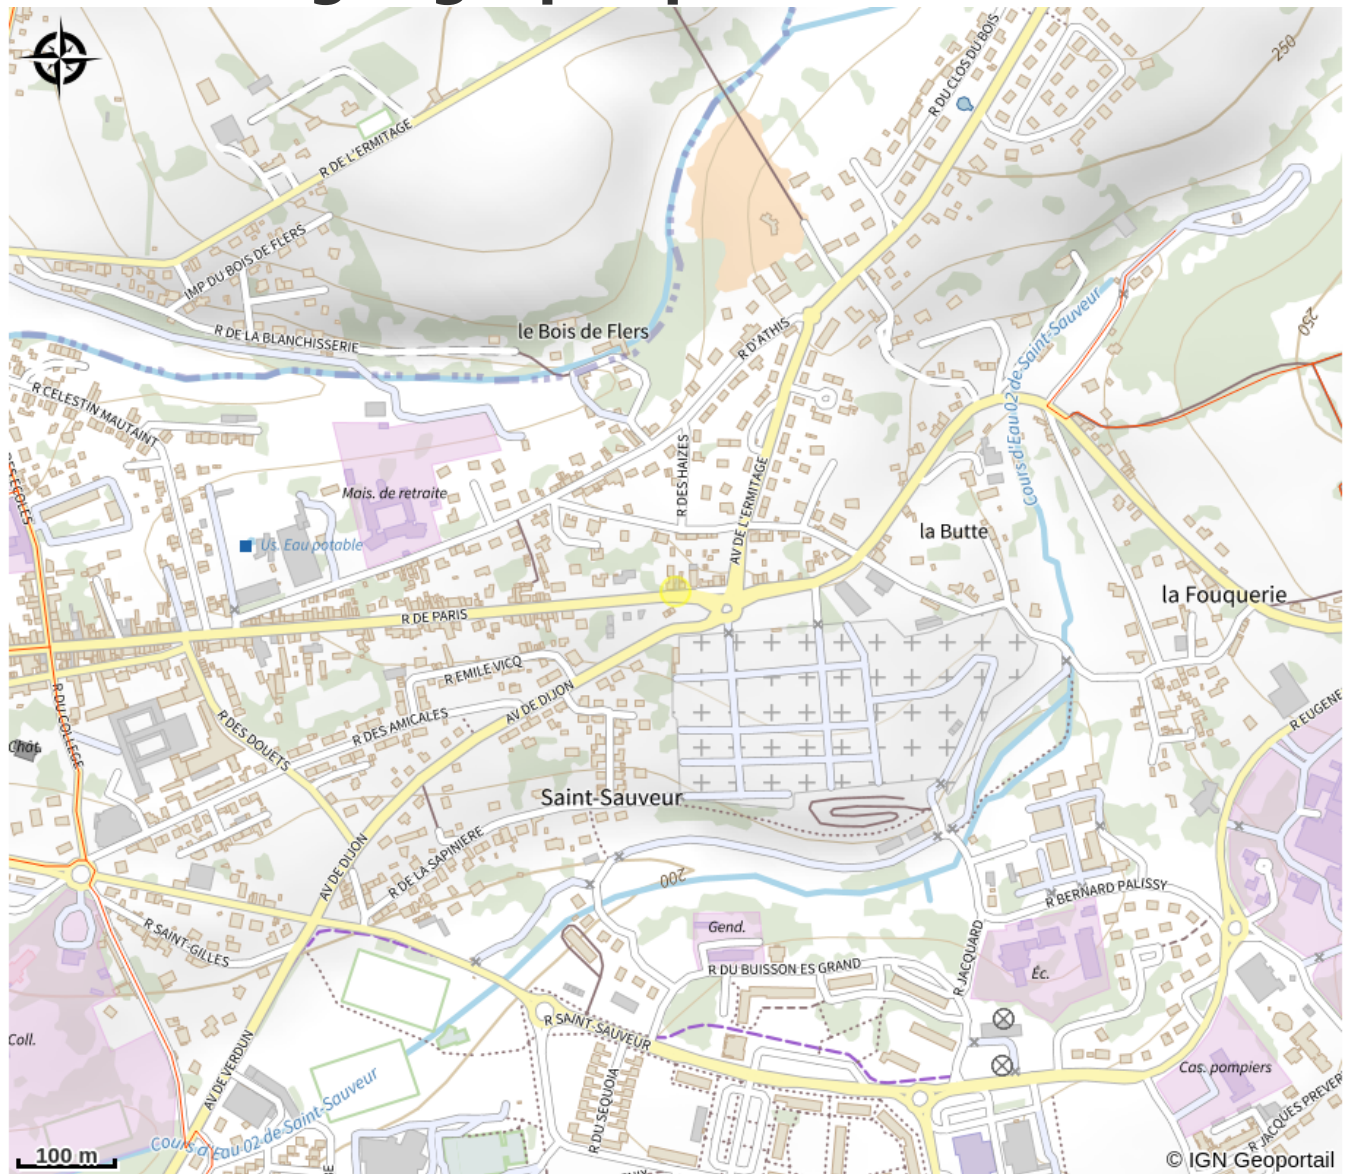 250
R DU CLOS DU BOIS
R DE L'ERMITAGE
IMP DU BOIS DE FLERS
R DE LA BLANCHISSERIE
le Bois de Flers
R D'ATHIS
Cours d'Eau 02 de Saint-Sauveur
250
R CELESTIN MAUTAINT
R DES HAIZES
AV DE L'ERMITAGE
Mais. de retraite
Us. Eau potable
la Butte
la Fouquerie
R DE PARIS
R EMILE VICQ
AV DE DIJON
R DES AMICALES
R DES DOUETS
R DU COLLEGE
Chât.
R EUGENE
Saint-Sauveur
AV DE DIJON
R DE LA SAPINIERE
200
R BERNARD PALISSY
R SAINT-GILLES
Gend.
R DU BUISSON ES GRAND
R JACQUARD
Éc.
R SAINT-SAUVEUR
Coll.
AV DE VERDUN
R DU SEQUOIA
Cas. pompiers
R JACQUES PREVER
Cours d'Eau 02 de Saint-Sauveur
100 m
© IGN Geoportail